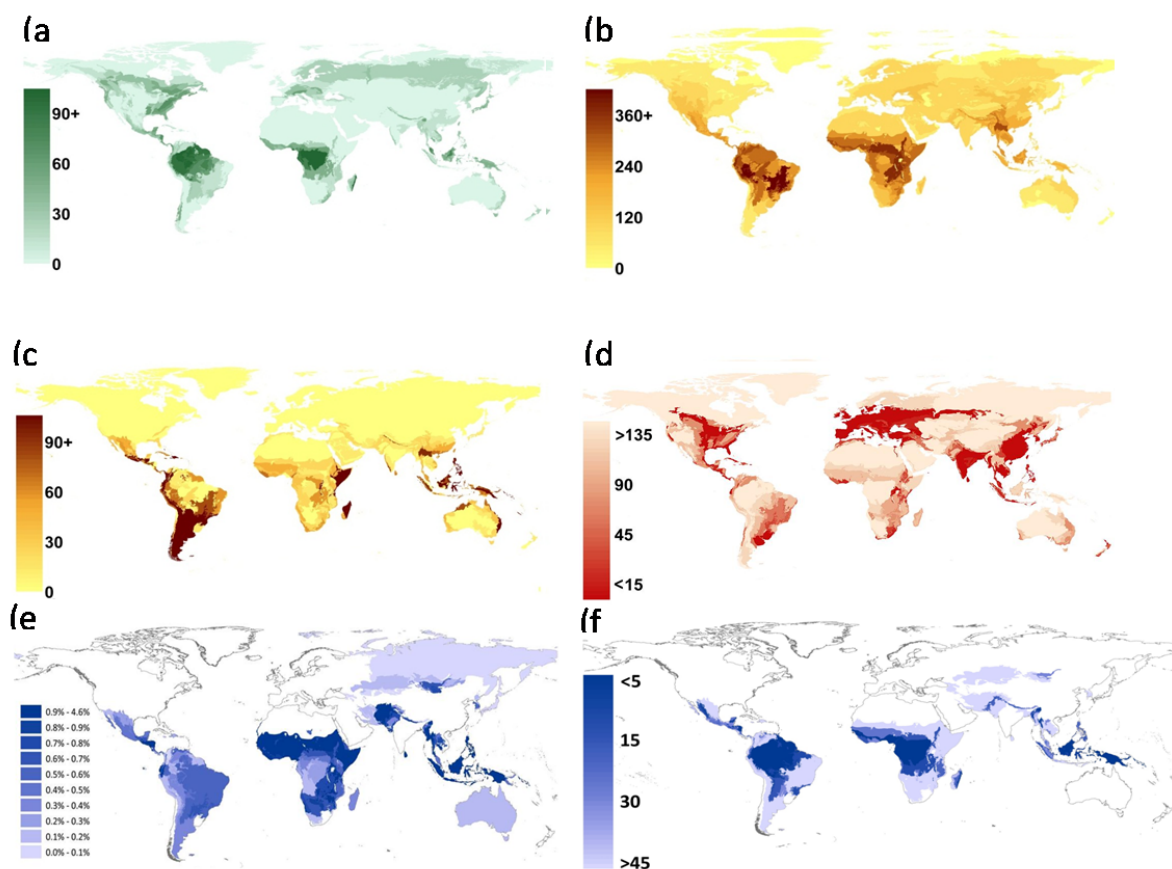 (a
90+
60
30
0
(b
360+
240
120
0
(c
90+
60
30
0
(d
>135
90
45
<15
(e
0.9% - 4.6%
0.8% - 0.9%
0.7% - 0.8%
0.6% - 0.7%
0.5% - 0.6%
0.4% - 0.5%
0.3% - 0.4%
0.2% - 0.3%
0.1% - 0.2%
0.0% - 0.1%
(f
<5
15
30
>45